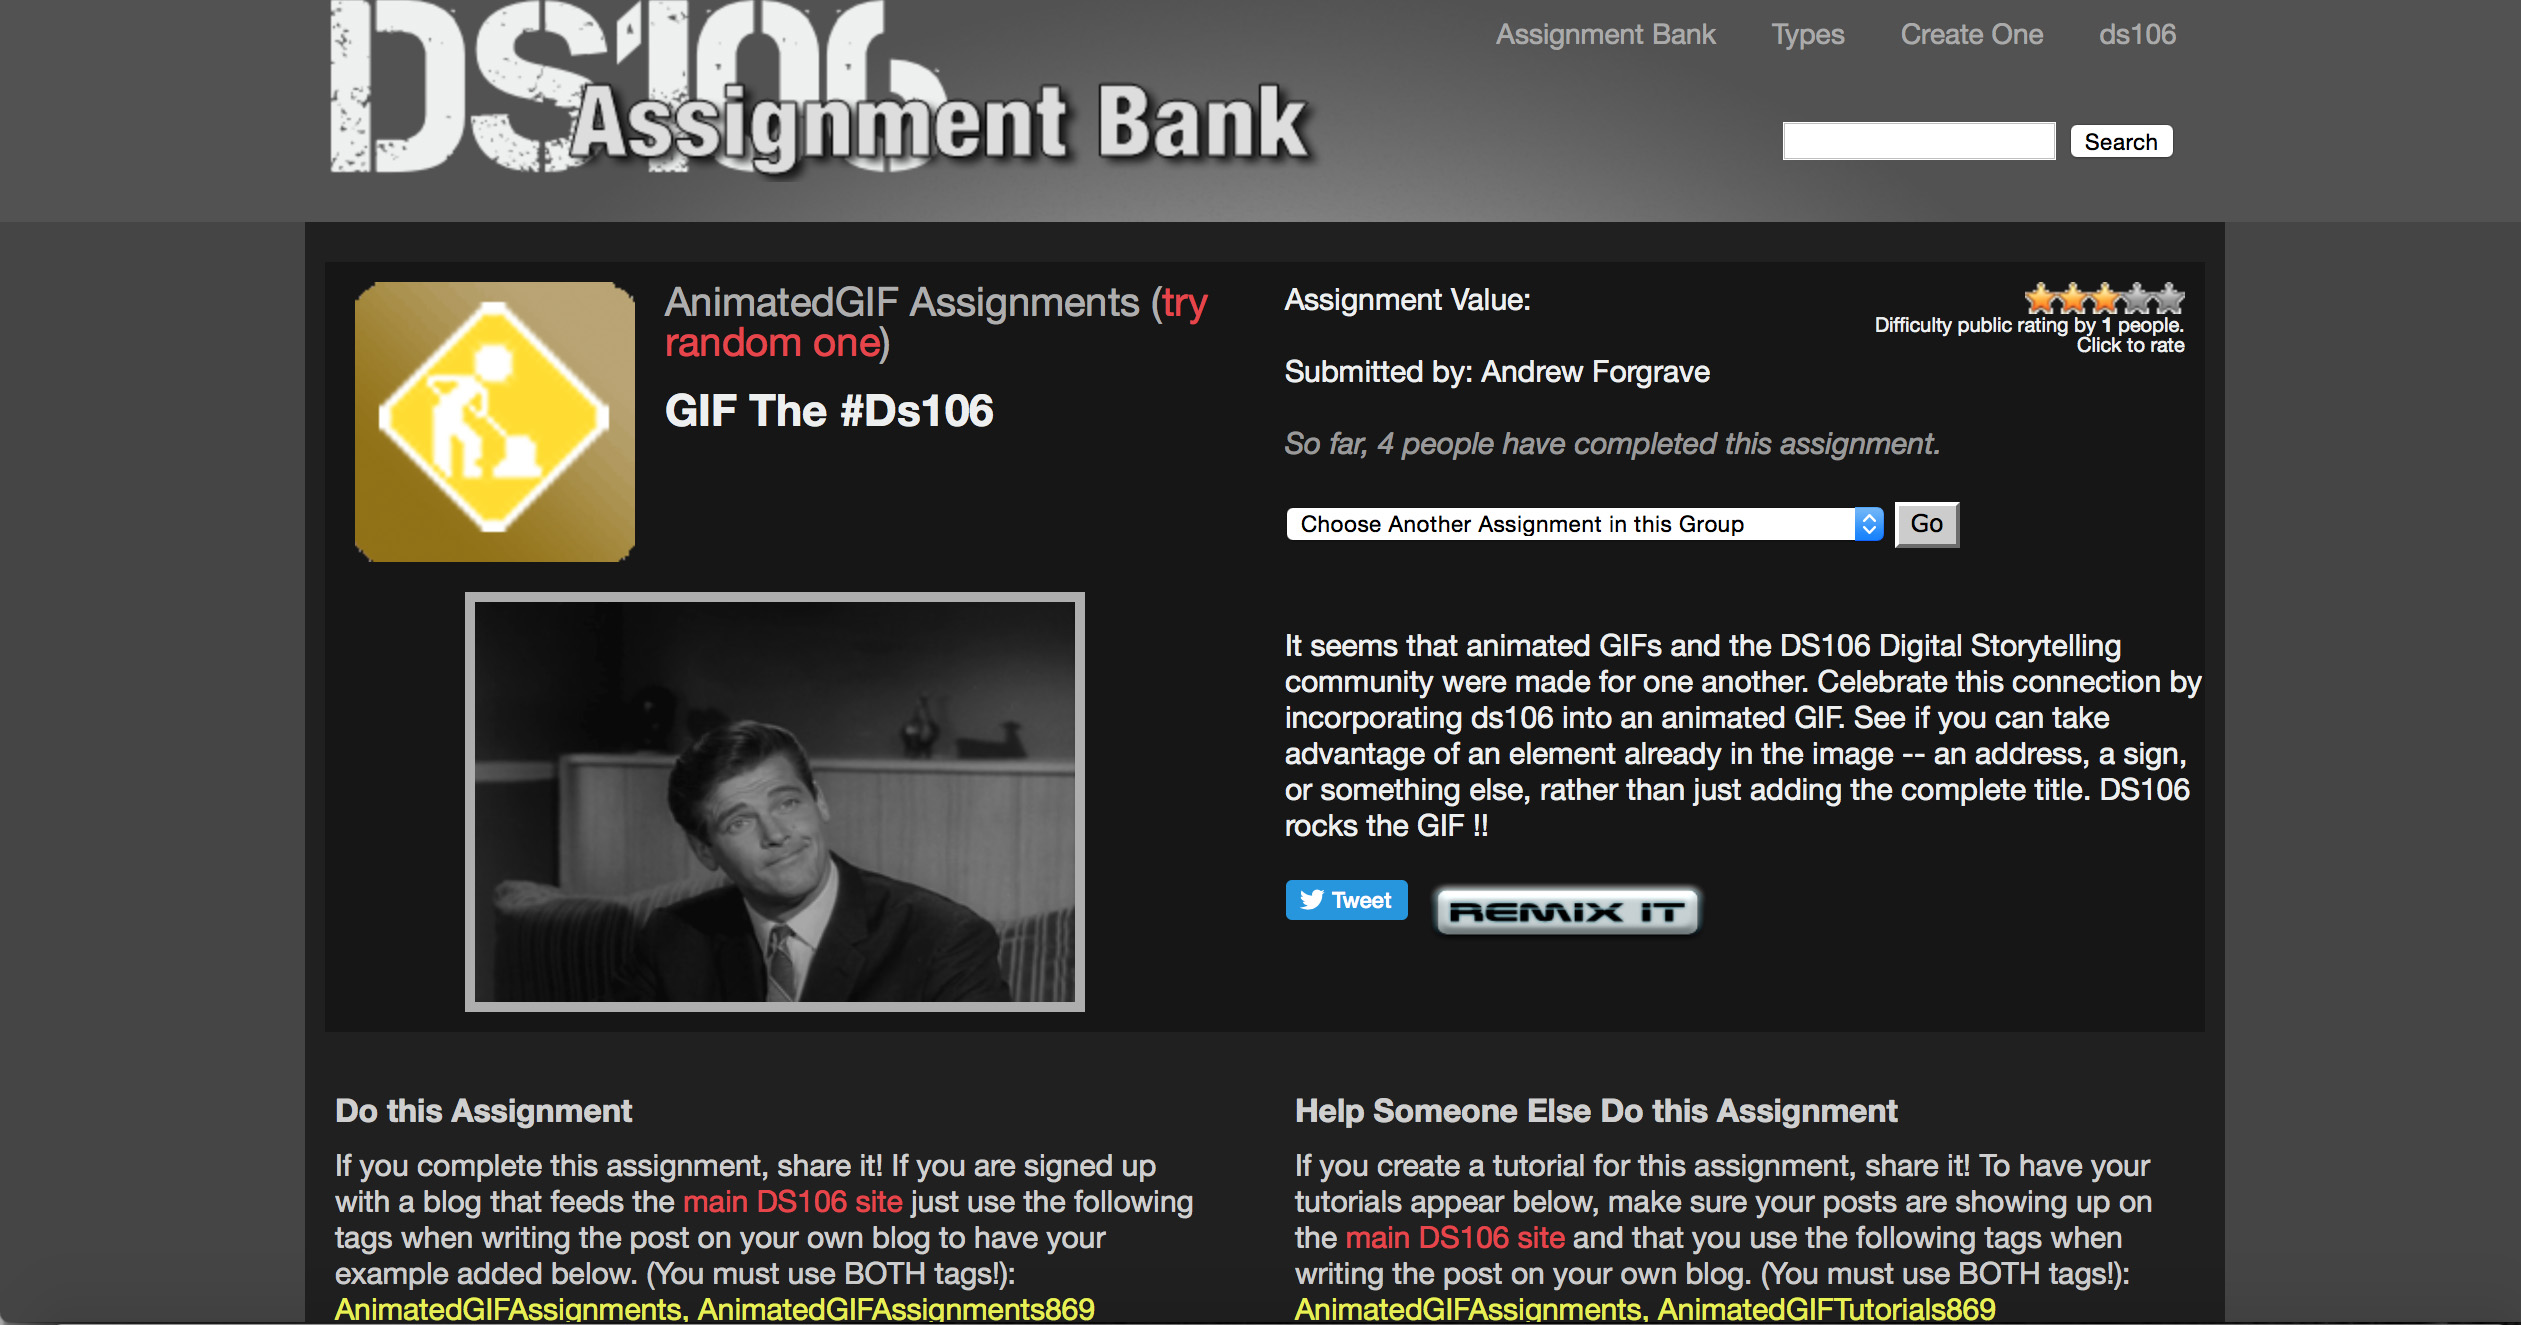 DS106
Assignment Bank
Assignment Bank Types Create One ds106
Search
AnimatedGIF Assignments (try
random one)
GIF The #Ds106
Assignment Value:
Difficulty public rating by 1 people.
Click to rate
Submitted by: Andrew Forgrave
So far, 4 people have completed this assignment.
Choose Another Assignment in this Group
Go
It seems that animated GIFs and the DS106 Digital Storytelling
community were made for one another. Celebrate this connection by
incorporating ds106 into an animated GIF. See if you can take
advantage of an element already in the image -- an address, a sign,
or something else, rather than just adding the complete title. DS106
rocks the GIF !!
Tweet
REMIX IT
Do this Assignment
If you complete this assignment, share it! If you are signed up
with a blog that feeds the main DS106 site just use the following
tags when writing the post on your own blog to have your
example added below. (You must use BOTH tags!):
AnimatedGIFAssignments, AnimatedGIFAssignments869
Help Someone Else Do this Assignment
If you create a tutorial for this assignment, share it! To have your
tutorials appear below, make sure your posts are showing up on
the main DS106 site and that you use the following tags when
writing the post on your own blog. (You must use BOTH tags!):
AnimatedGIFAssignments, AnimatedGIFTutorials869